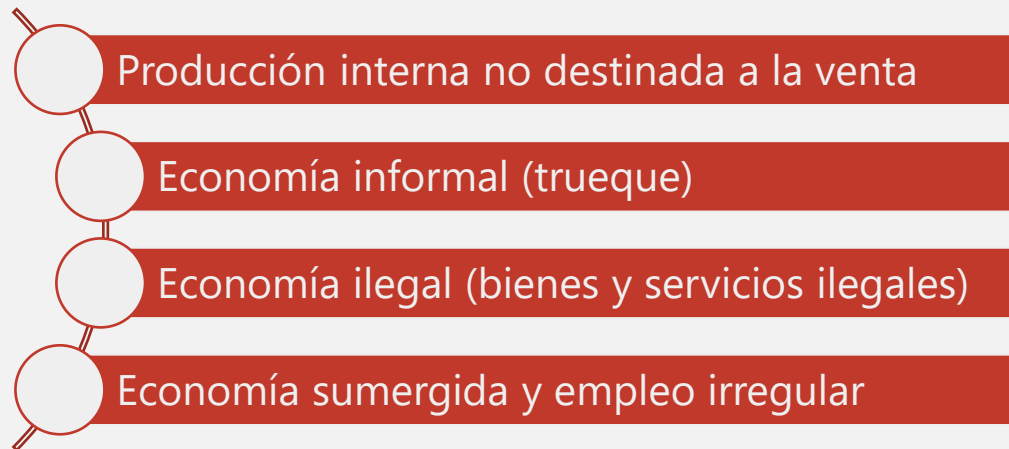 Producción interna no destinada a la venta
Economía informal (trueque)
Economía ilegal (bienes y servicios ilegales)
Economía sumergida y empleo irregular